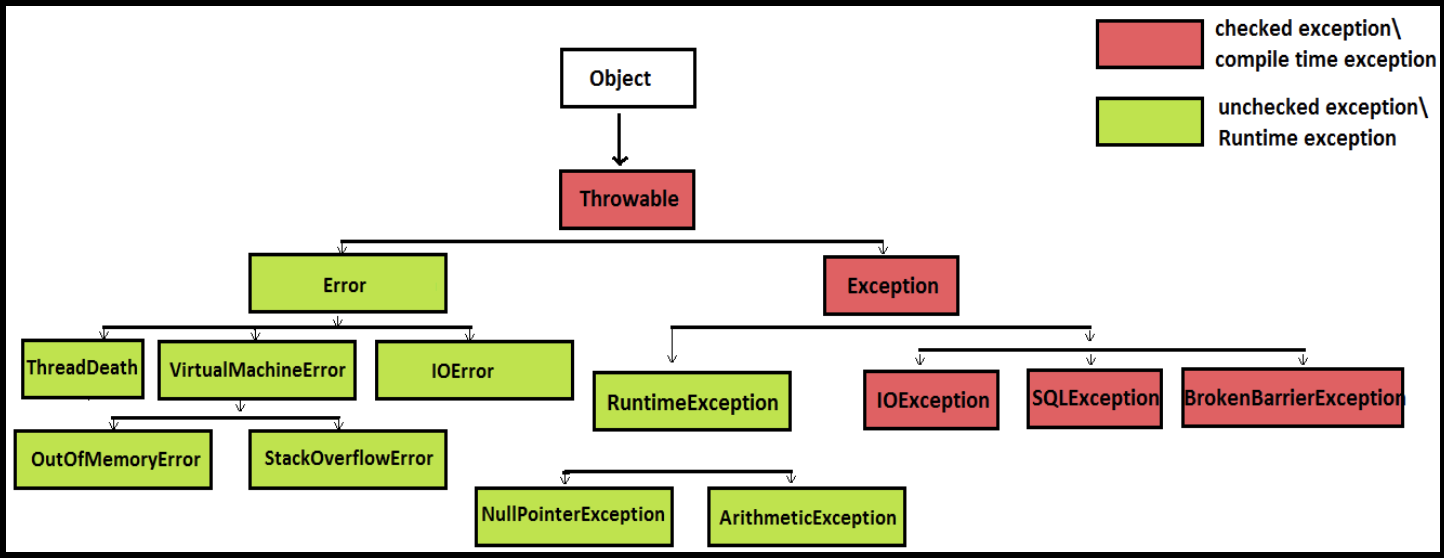 checked exception\
compile time exception
Object
unchecked exception\
Runtime exception
Throwable
Error
Exception
ThreadDeath
VirtualMachineError
IOError
RuntimeException
IOException
SQLException
BrokenBarrierException
OutOfMemoryError
StackOverflowError
NullPointerException
ArithmeticException